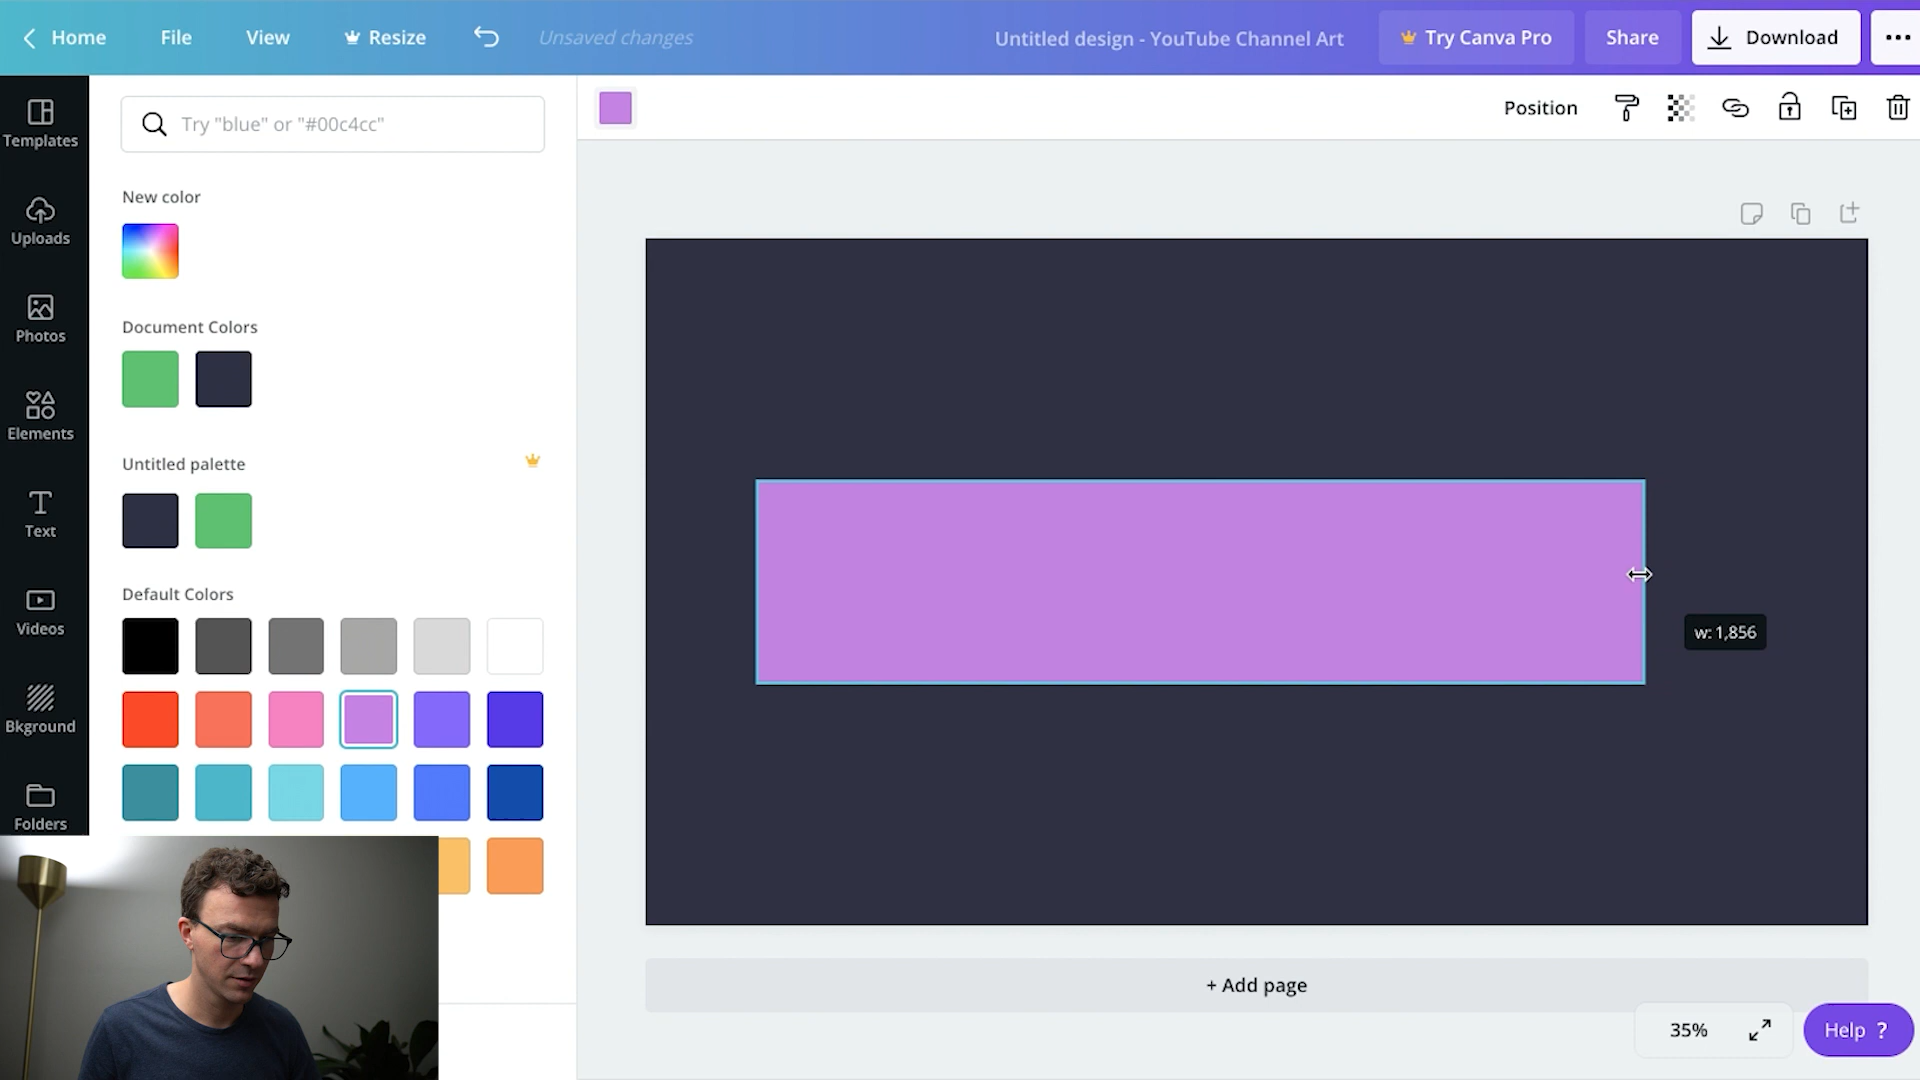 Home
File
View
Resize
Unsaved changes
Untitled design - YouTube Channel Art
Try Canva Pro
Share
Download
Templates
Uploads
Photos
Elements
Text
Videos
Bkground
Folders
Try "blue" or "#00c4cc"
New color
Document Colors
Untitled palette
Default Colors
Position
w: 1,856
+ Add page
35%
Help ?